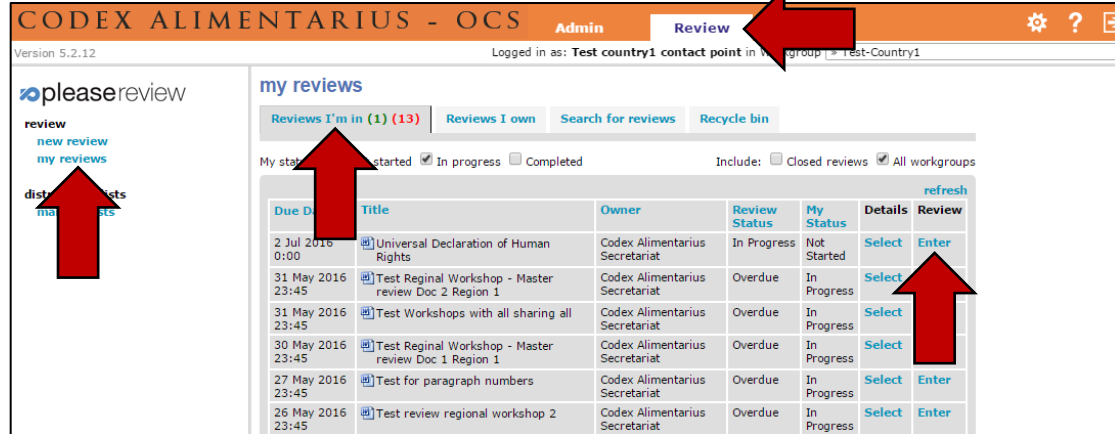 CODEX ALIMENTARIUS - OCS Admin Review ?
Version 5.2.12 Logged in as: Test country1 contact point in » Test-Country1
pleasereview
my reviews
Reviews I'm in (1) (13) Reviews I own Search for reviews Recycle bin
review
new review
my reviews
My started In progress Completed Include: Closed reviews All workgroups
refresh
Due Title Owner Review Status My Status Details Review
2 Jul 2016 0:00 Universal Declaration of Human Rights Codex Alimentarius Secretariat In Progress Not Started Select Enter
31 May 2016 23:45 Test Reginal Workshop - Master review Doc 2 Region 1 Codex Alimentarius Secretariat Overdue In Progress Select
31 May 2016 23:45 Test Workshops with all sharing all Codex Alimentarius Secretariat Overdue In Progress Select
30 May 2016 23:45 Test Reginal Workshop - Master review Doc 1 Region 1 Codex Alimentarius Secretariat Overdue In Progress Select
27 May 2016 23:45 Test for paragraph numbers Codex Alimentarius Secretariat Overdue In Progress Select Enter
26 May 2016 23:45 Test review regional workshop 2 Codex Alimentarius Secretariat Overdue In Progress Select Enter